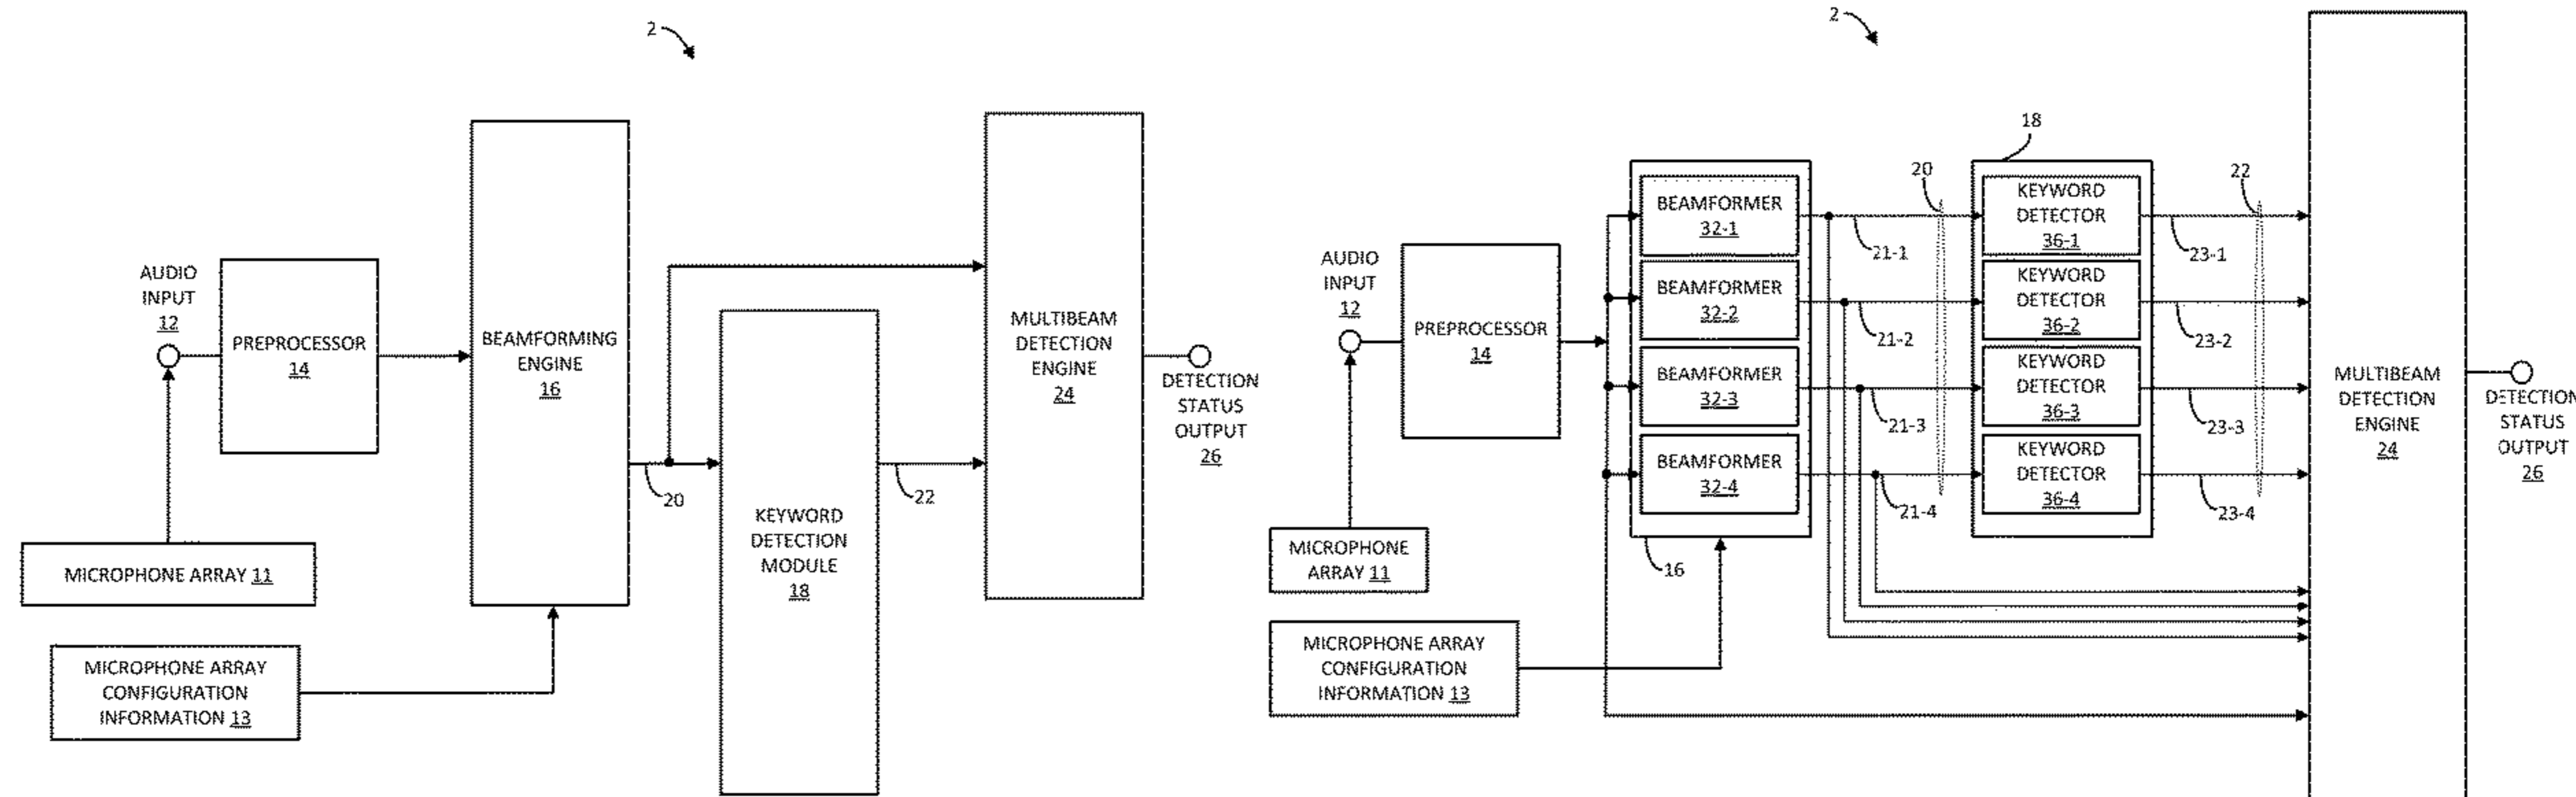 2
AUDIO
INPUT
12
PREPROCESSOR
14
BEAMFORMING
ENGINE
16
MULTIBEAM
DETECTION
ENGINE
24
DETECTION
STATUS
OUTPUT
26
20
22
KEYWORD
DETECTION
MODULE
18
MICROPHONE ARRAY 11
MICROPHONE ARRAY
CONFIGURATION
INFORMATION 13
2
18
20
22
AUDIO
INPUT
12
PREPROCESSOR
14
BEAMFORMER
32-1
BEAMFORMER
32-2
BEAMFORMER
32-3
BEAMFORMER
32-4
21-1
21-2
21-3
21-4
KEYWORD
DETECTOR
36-1
KEYWORD
DETECTOR
36-2
KEYWORD
DETECTOR
36-3
KEYWORD
DETECTOR
36-4
23-1
23-2
23-3
23-4
MULTIBEAM
DETECTION
ENGINE
24
DETECTION
STATUS
OUTPUT
26
MICROPHONE
ARRAY 11
16
MICROPHONE ARRAY
CONFIGURATION
INFORMATION 13